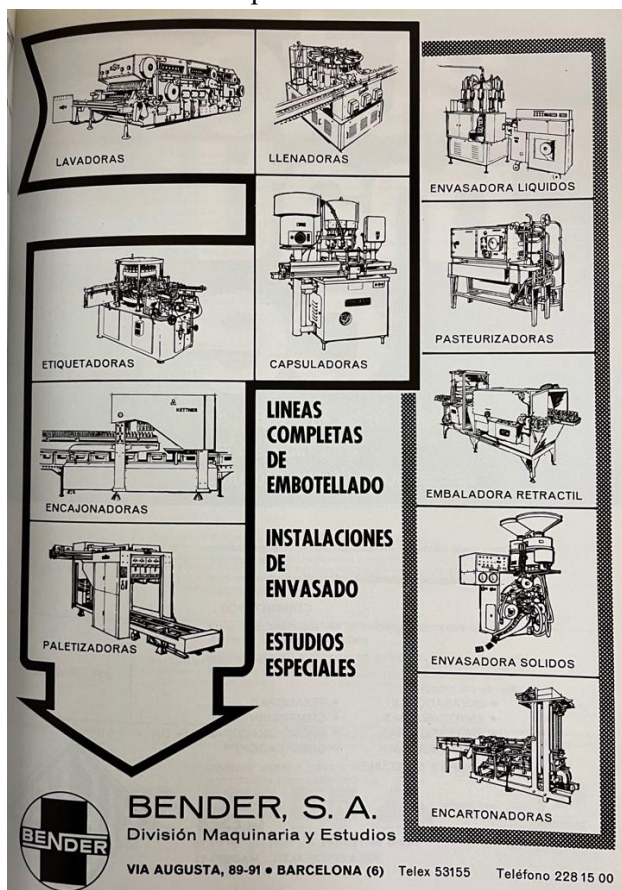 LAVADORAS
LLENADORAS
ETIQUETADORAS
CAPSULADORAS
& KETTNER
ENCAJONADORAS
PALETIZADORAS
LINEAS
COMPLETAS
DE
EMBOTELLADO
INSTALACIONES
DE
ENVASADO
ESTUDIOS
ESPECIALES
ENVASADORA LIQUIDOS
PASTEURIZADORAS
EMBALADORA RETRACTIL
ENVASADORA SOLIDOS
ENCARTONADORAS
BENDER
BENDER, S. A.
División Maquinaria y Estudios
VIA AUGUSTA, 89-91 • BARCELONA (6) Telex 53155 Teléfono 228 15 00